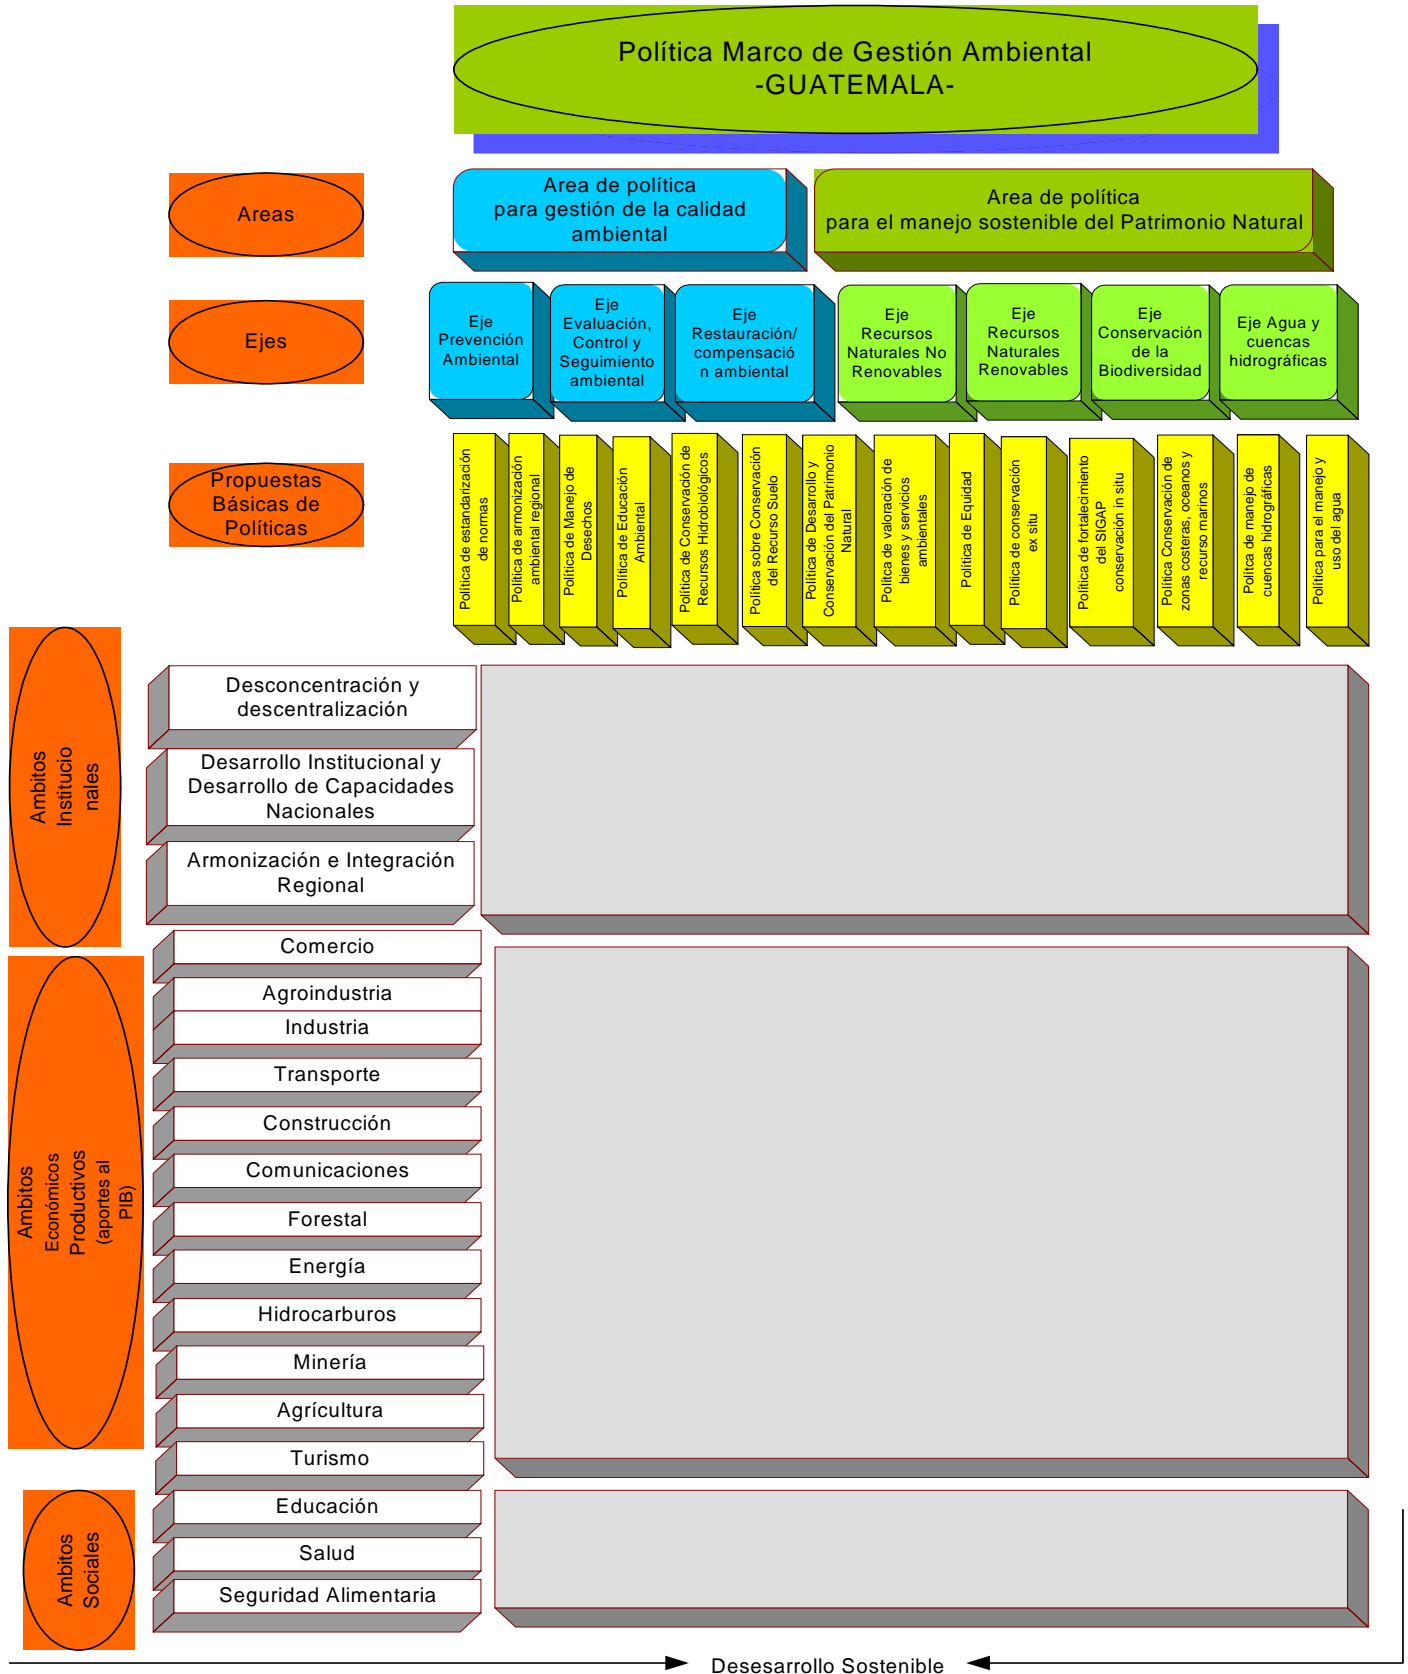 Política Marco de Gestión Ambiental
-GUATEMALA-
Areas
Area de política
para gestión de la calidad
ambiental
Area de política
para el manejo sostenible del Patrimonio Natural
Ejes
Eje
Prevención
Ambiental
Eje
Evaluación,
Control y
Seguimiento
ambiental
Eje
Restauración/
compensació
n ambiental
Eje
Recursos
Naturales No
Renovables
Eje
Recursos
Naturales
Renovables
Eje
Conservación
de la
Biodiversidad
Eje Agua y
cuencas
hidrográficas
Propuestas
Básicas de
Políticas
Política de estandarización
de normas
Política de armonización
ambiental regional
Política de Manejo de
Desechos
Política de Educación
Ambiental
Política de Conservación de
Recursos Hidrobiológicos
Política sobre Conservación
del Recurso Suelo
Política de Desarrollo y
Conservación del Patrimonio
Natural
Polítca de valoración de
bienes y servicios
ambientales
Política de Equidad
Política de conservación
ex situ
Política de fortalecimiento
del SIGAP
conservación in situ
Política Conservación de
zonas costeras, oceanos y
recurso marinos
Polítca de manejo de
cuencas hidrográficas
Política para el manejo y
uso del agua
Ambitos
Institucio
nales
Desconcentración y
descentralización
Desarrollo Institucional y
Desarrollo de Capacidades
Nacionales
Armonización e Integración
Regional
Ambitos
Económicos
Productivos
(aportes al
PIB)
Comercio
Agroindustria
Industria
Transporte
Construcción
Comunicaciones
Forestal
Energía
Hidrocarburos
Minería
Agrícultura
Turismo
Ambitos
Sociales
Educación
Salud
Seguridad Alimentaria
Desesarrollo Sostenible